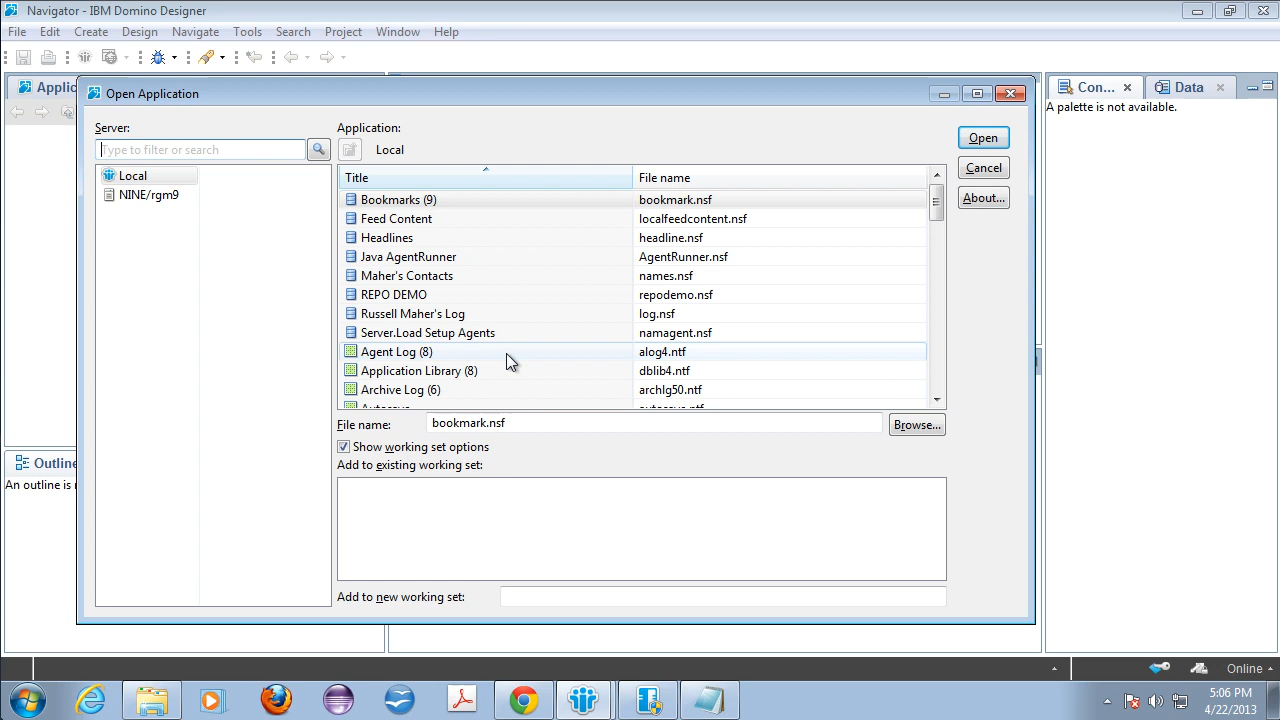 Navigator - IBM Domino Designer
File Edit Create Design Navigate Tools Search Project Window Help
Applic
Con...
Data
A palette is not available.
Open Application
Server:
Application:
Type to filter or search
Local
Open
Cancel
About...
Local
NINE/rgm9
Title File name
Bookmarks (9) bookmark.nsf
Feed Content localfeedcontent.nsf
Headlines headline.nsf
Java AgentRunner AgentRunner.nsf
Maher's Contacts names.nsf
REPO DEMO repodemo.nsf
Russell Maher's Log log.nsf
Server.Load Setup Agents namagent.nsf
Agent Log (8) alog4.ntf
Application Library (8) dblib4.ntf
Archive Log (6) archlg50.ntf
File name: bookmark.nsf Browse...
Show working set options
Add to existing working set:
Add to new working set:
Outline
An outline is n
Online
5:06 PM
4/22/2013